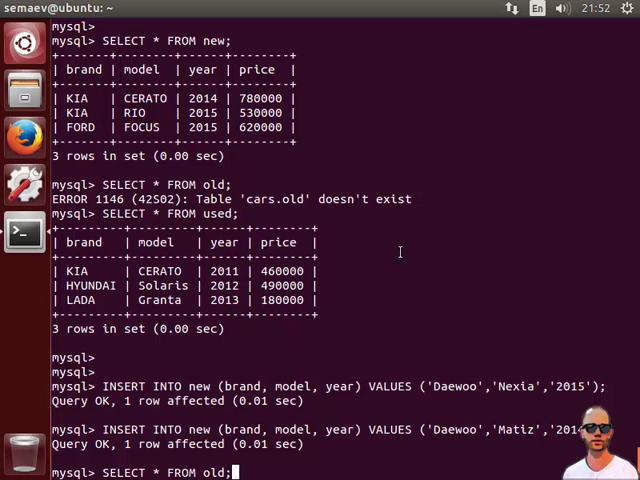 semaev@ubuntu: ~ En 21:52
mysql>
mysql> SELECT * FROM new;
+-------+--------+------+--------+
| brand | model | year | price |
+-------+--------+------+--------+
| KIA | CERATO | 2014 | 780000 |
| KIA | RIO | 2015 | 530000 |
| FORD | FOCUS | 2015 | 620000 |
+-------+--------+------+--------+
3 rows in set (0.00 sec)
mysql> SELECT * FROM old;
ERROR 1146 (42S02): Table 'cars.old' doesn't exist
mysql> SELECT * FROM used;
+---------+---------+------+--------+
| brand | model | year | price |
+---------+---------+------+--------+
| KIA | CERATO | 2011 | 460000 |
| HYUNDAI | Solaris | 2012 | 490000 |
| LADA | Granta | 2013 | 180000 |
+---------+---------+------+--------+
3 rows in set (0.00 sec)
mysql>
mysql>
mysql> INSERT INTO new (brand, model, year) VALUES ('Daewoo','Nexia','2015');
Query OK, 1 row affected (0.01 sec)
mysql> INSERT INTO new (brand, model, year) VALUES ('Daewoo','Matiz','2014
Query OK, 1 row affected (0.01 sec)
mysql> SELECT * FROM old;